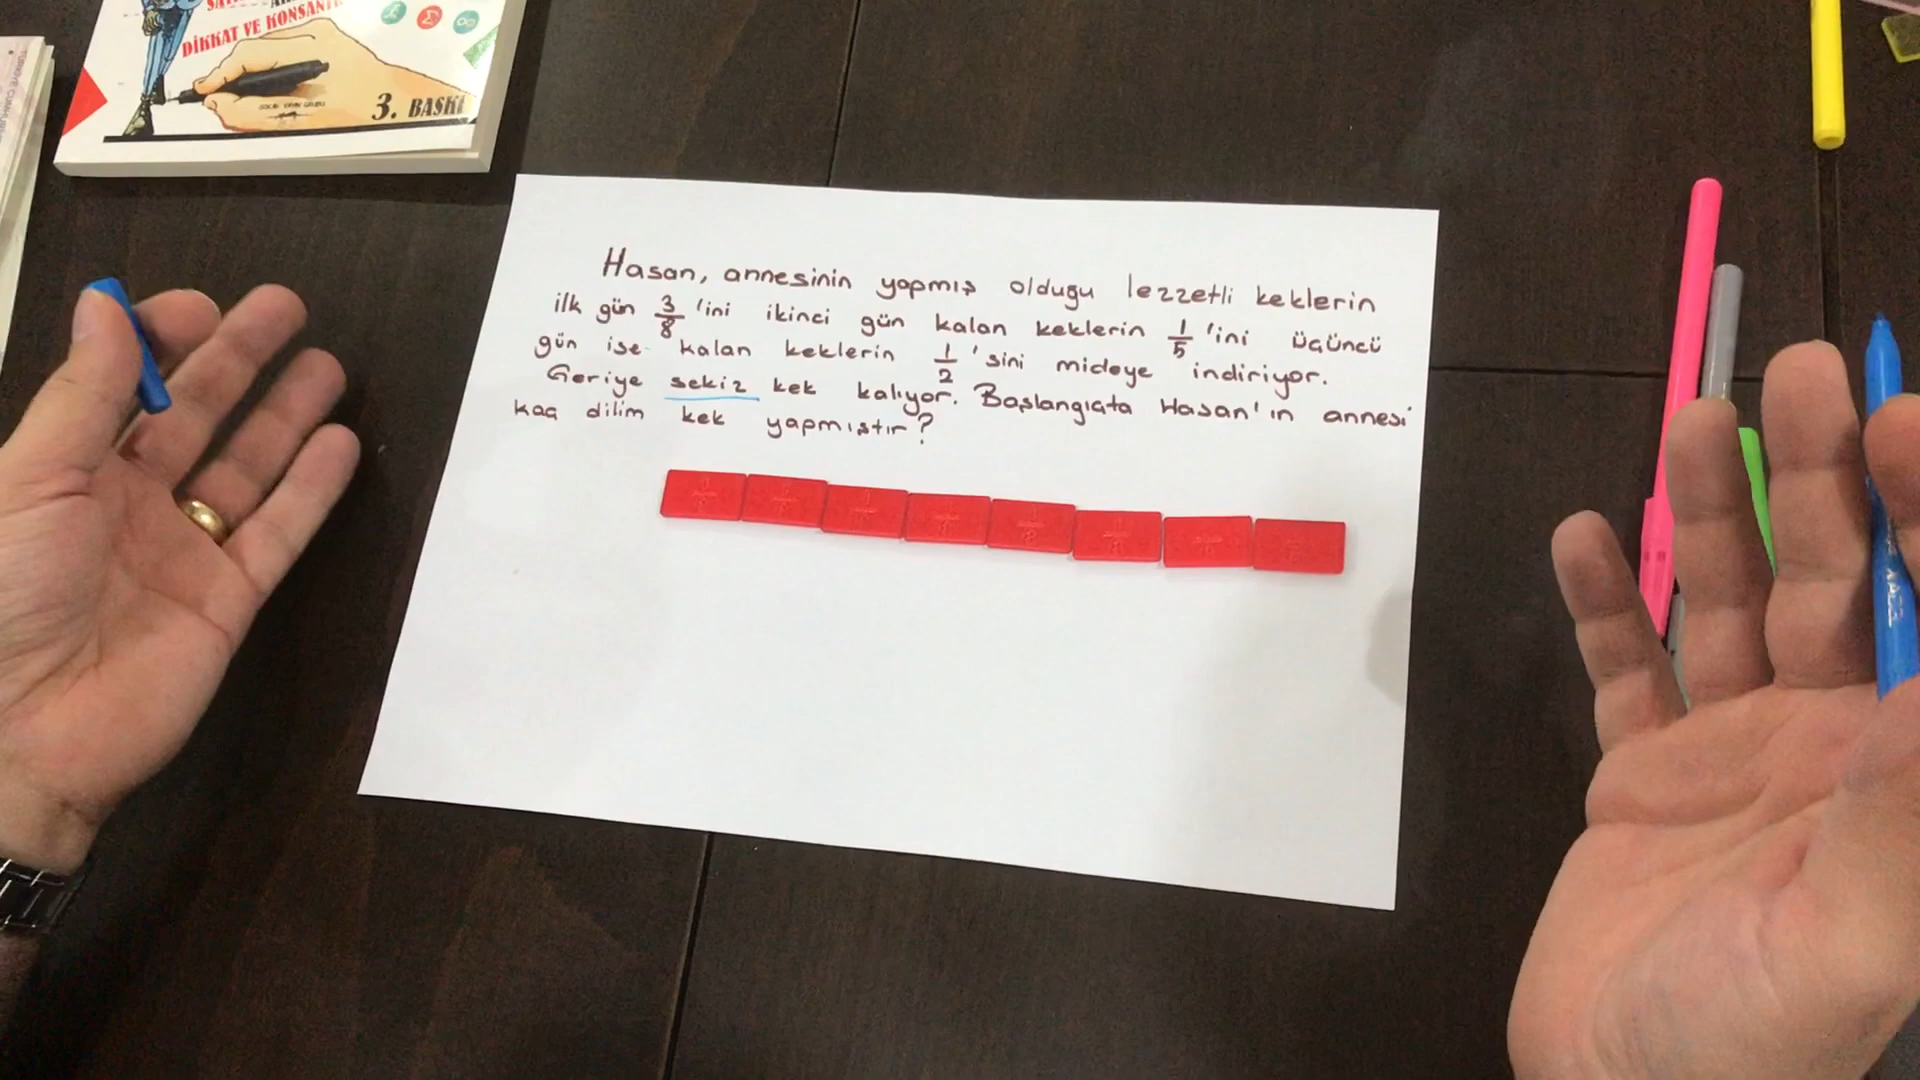 DİKKAT VE KONSANT
3. BASKI
Hasan, annesinin yapmış olduğu lezzetli keklerin
ilk gün 3/8 'ini ikinci gün kalan keklerin 1/5 'ini üçüncü
gün ise kalan keklerin 1/2 'sini mideye indiriyor.
Geriye sekiz kek kalıyor. Başlangıçta Hasan'ın annesi
kaç dilim kek yapmıştır?